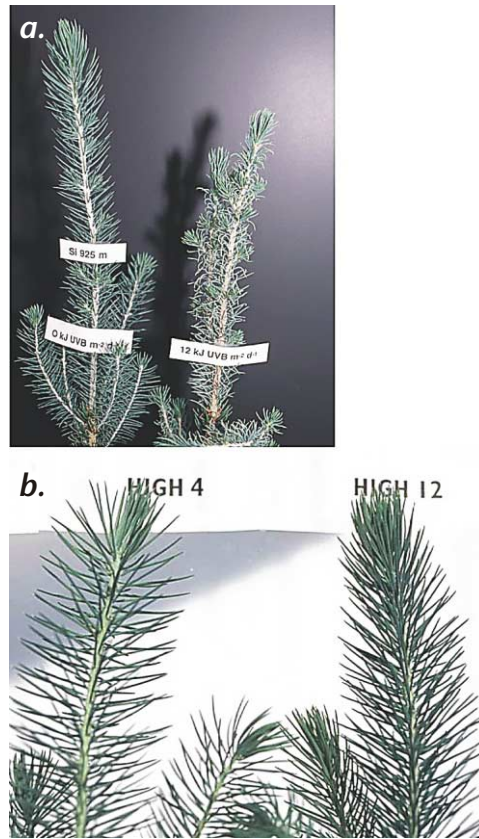 a.
Si 925 m
0 kJ UVB m⁻² d⁻¹
12 kJ UVB m⁻² d⁻¹
b.
HIGH 4
HIGH 12